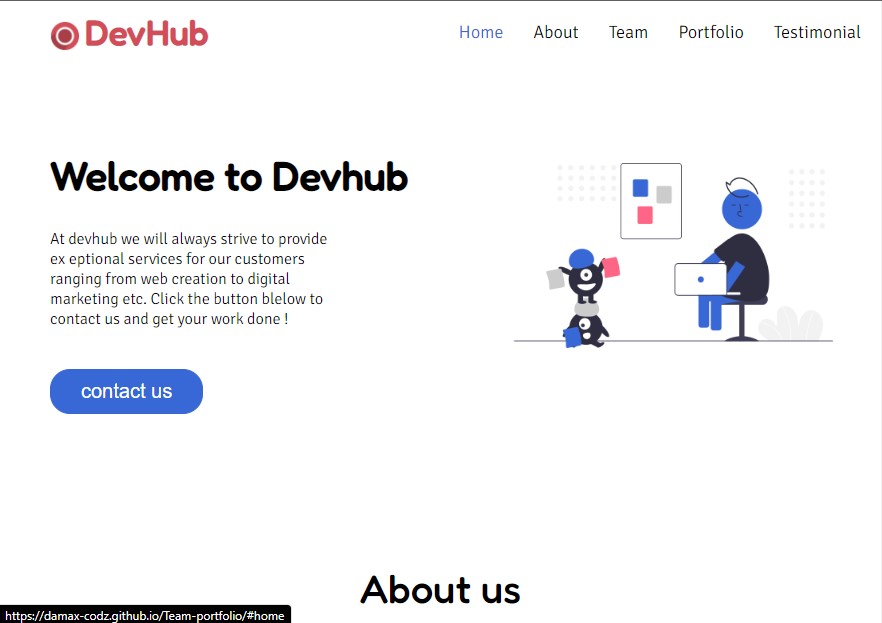 DevHub
Home About Team Portfolio Testimonial
Welcome to Devhub
At devhub we will always strive to provide
ex eptional services for our customers
ranging from web creation to digital
marketing etc. Click the button blelow to
contact us and get your work done !
contact us
About us
https://damax-codz.github.io/Team-portfolio/#home